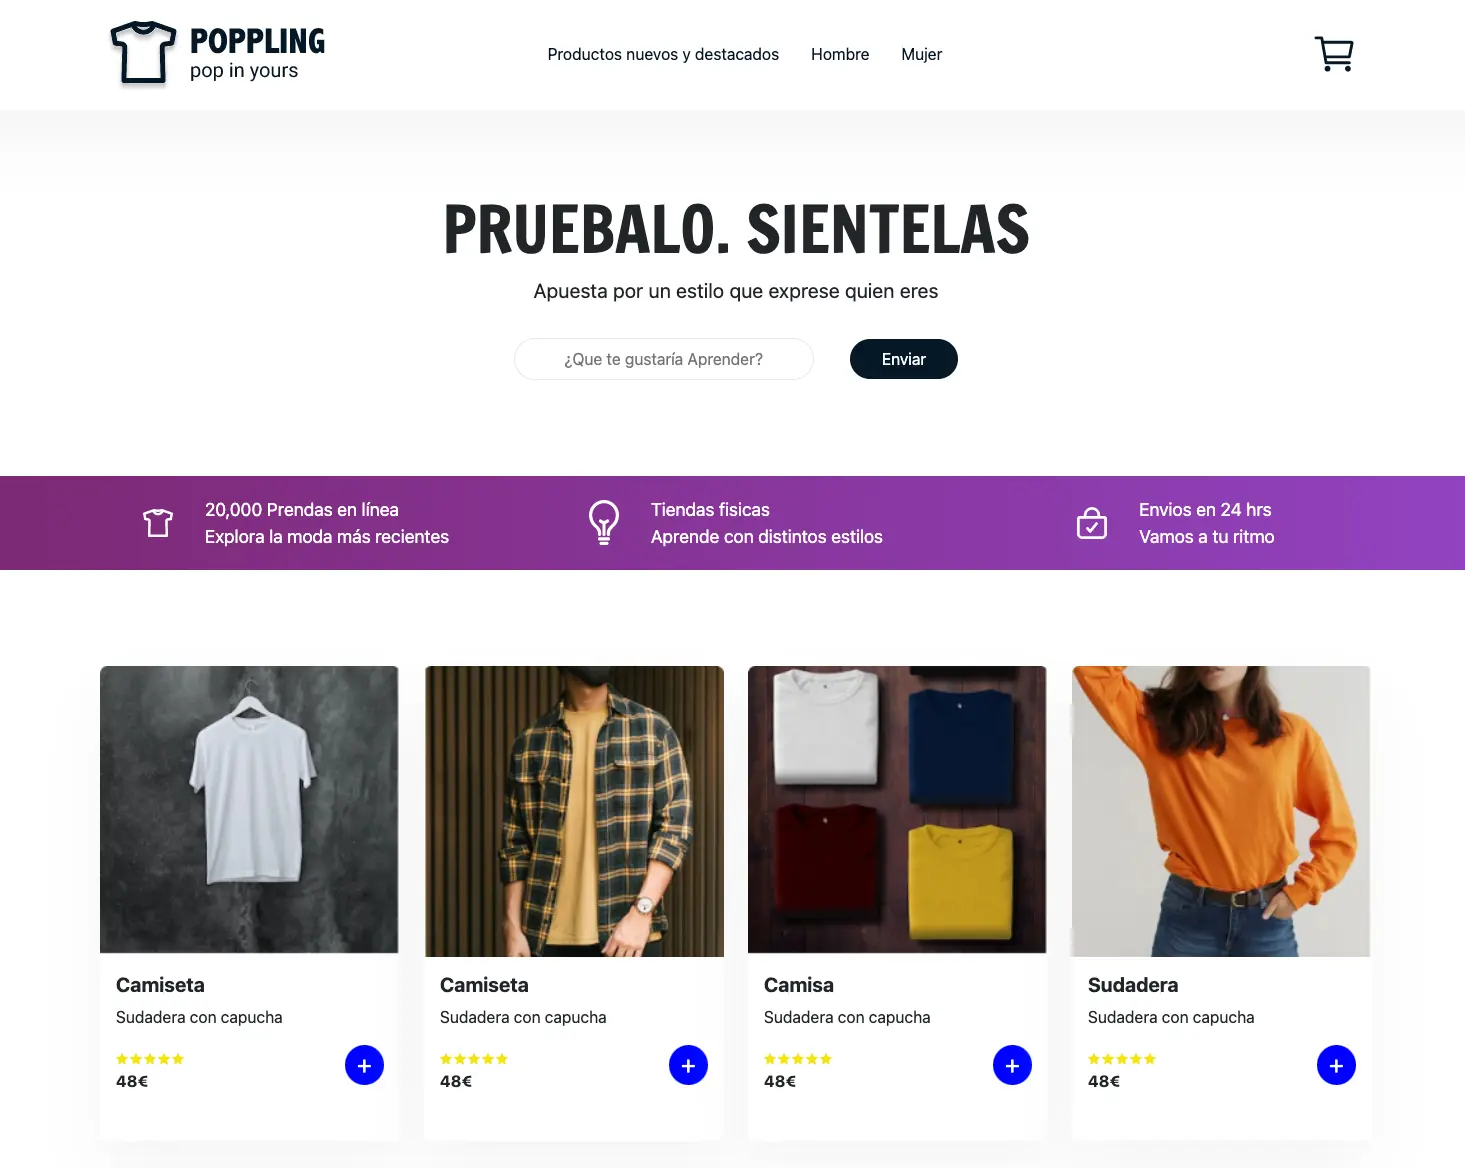 POPPLING
pop in yours
Productos nuevos y destacados
Hombre
Mujer
PRUEBALO. SIENTELAS
Apuesta por un estilo que exprese quien eres
¿Que te gustaría Aprender?
Enviar
20,000 Prendas en línea
Explora la moda más recientes
Tiendas fisicas
Aprende con distintos estilos
Envios en 24 hrs
Vamos a tu ritmo
Camiseta
Sudadera con capucha
48€
+
Camiseta
Sudadera con capucha
48€
+
Camisa
Sudadera con capucha
48€
+
Sudadera
Sudadera con capucha
48€
+